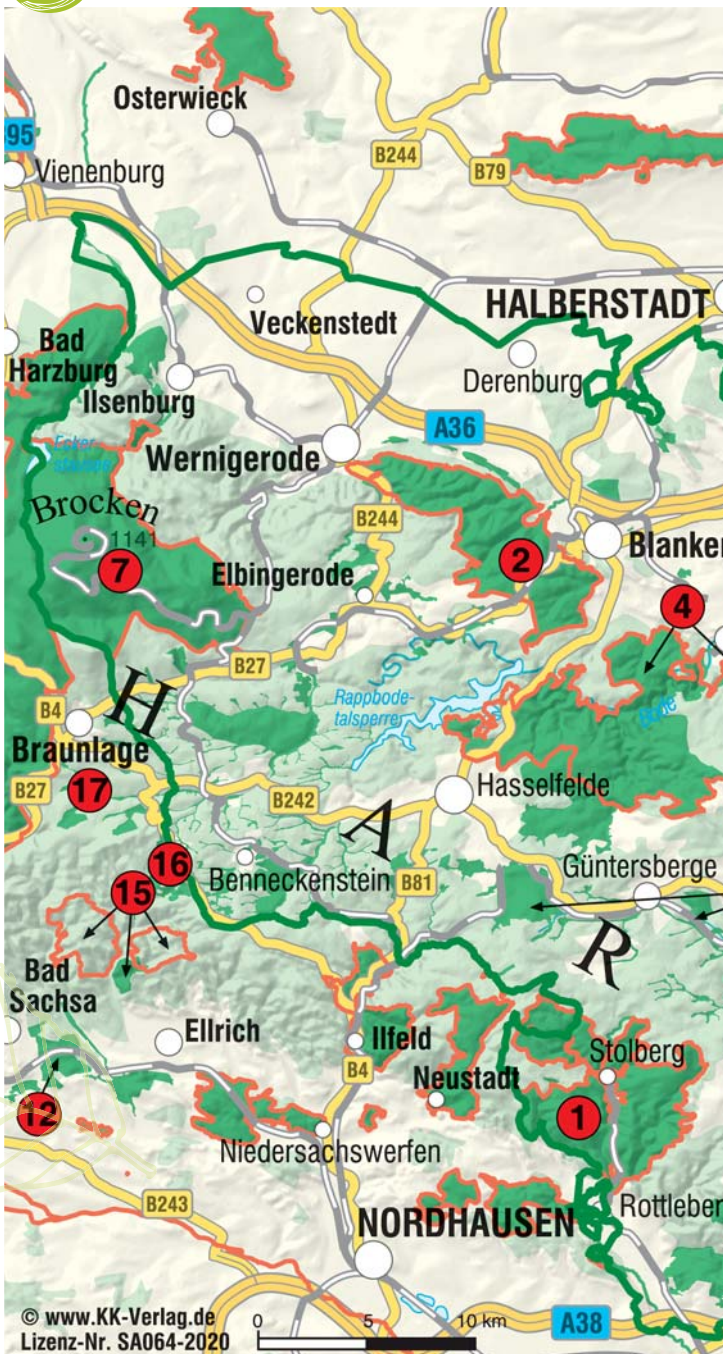 Osterwieck
95
B244
B79
Vienenburg
HALBERSTADT
Veckenstedt
Bad
Harzburg
Derenburg
Ilsenburg
A36
Wernigerode
Brocken
1141
B244
7
2
Elbingerode
4
B27
Rappbode-
talsperre
Bode
B4
H
Braunlage
B27
17
B242
Hasselfelde
A
16
15
Benneckenstein
B81
Güntersberge
R
Bad
Sachsa
Ellrich
Ilfeld
Stolberg
B4
Neustadt
12
1
Niedersachswerfen
B243
NORDHAUSEN
© www.KK-Verlag.de
Lizenz-Nr. SA064-2020
0 5 10 km
A38